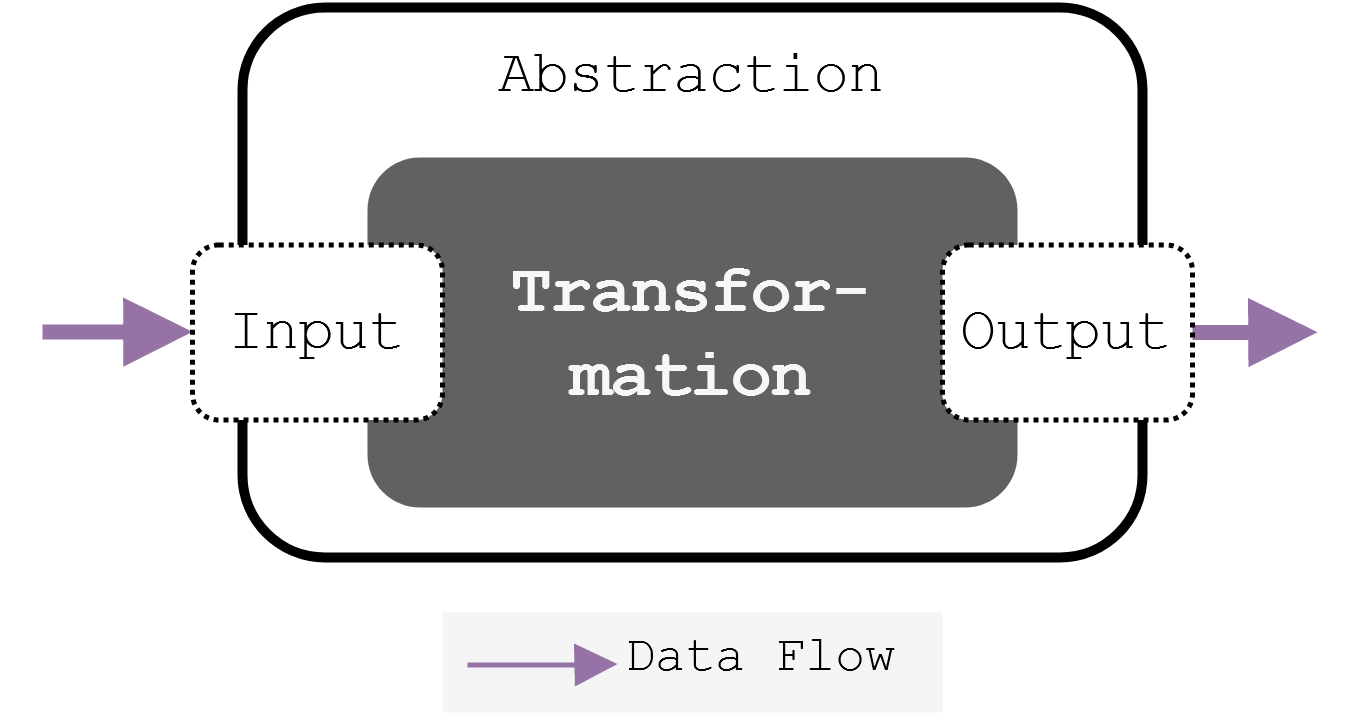 Abstraction
Input
Transfor-
mation
Output
Data Flow